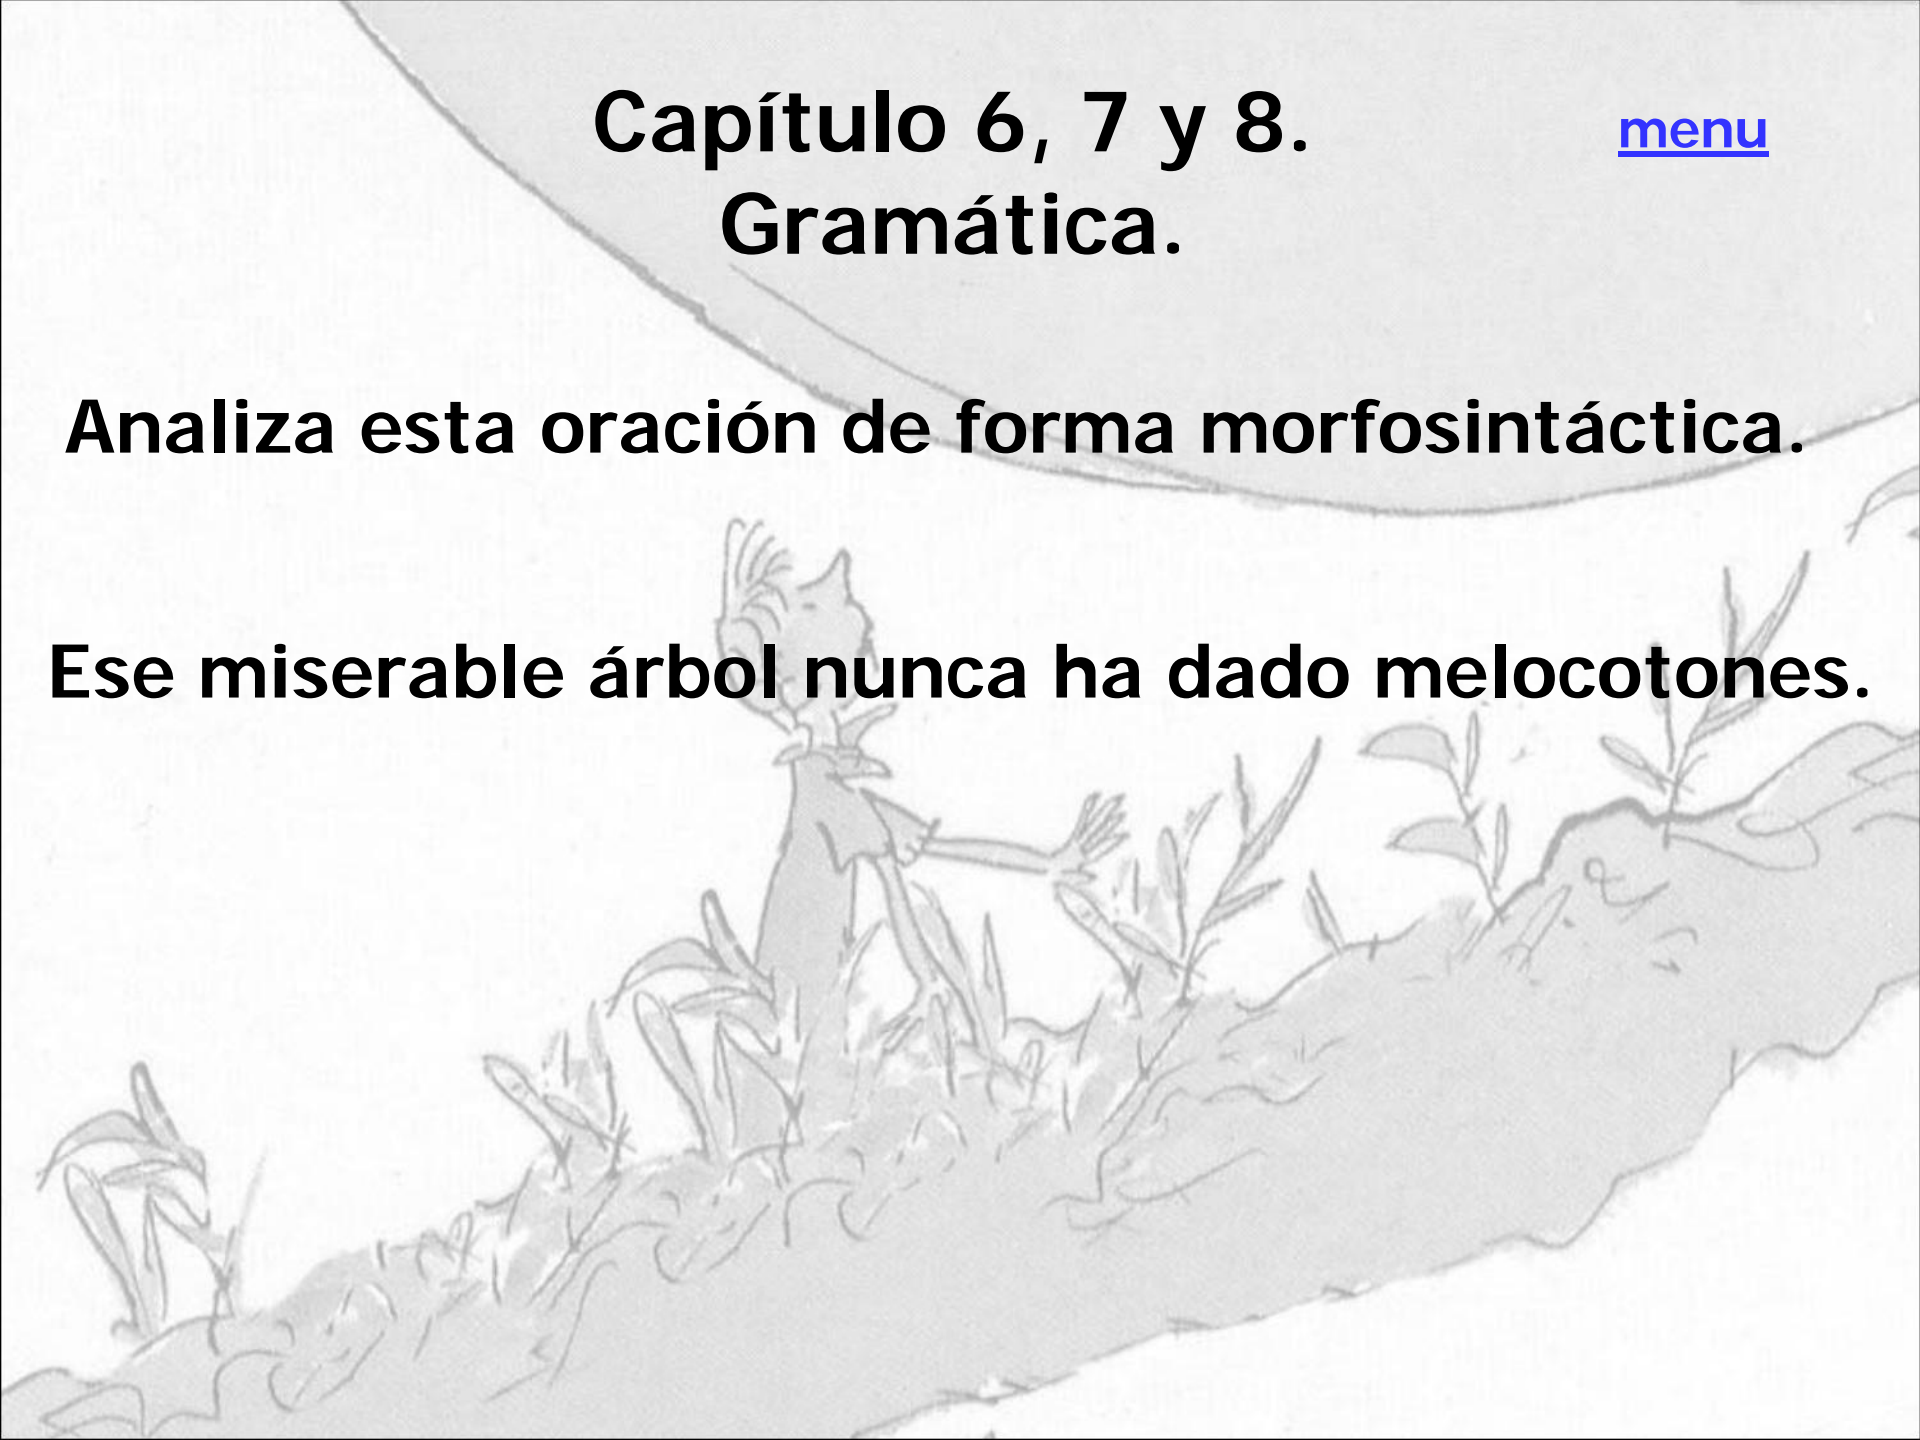 Capítulo 6, 7 y 8.
menu
Gramática.
Analiza esta oración de forma morfosintáctica.
Ese miserable árbol nunca ha dado melocotones.